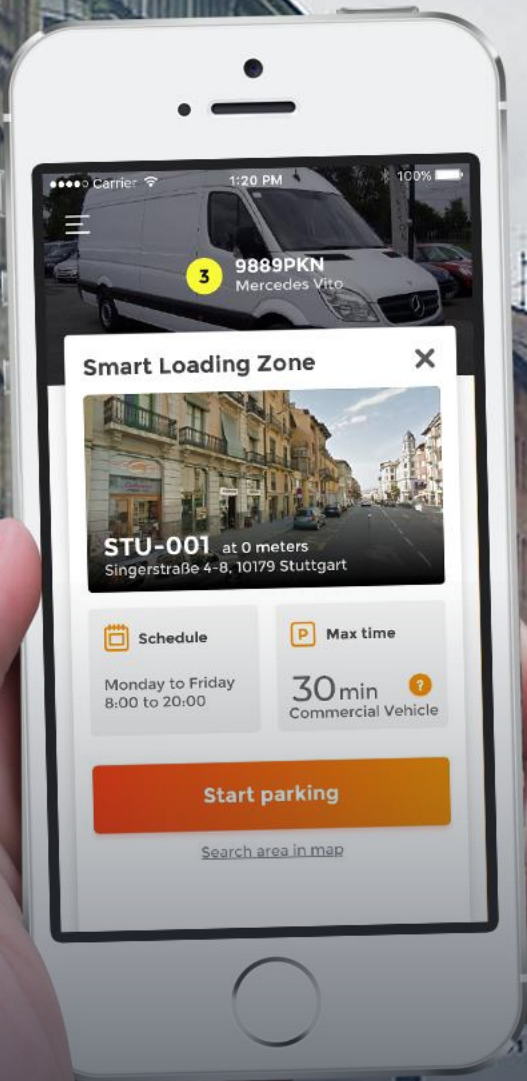 Carrier 1:20 PM 100%
3 9889PKN
Mercedes Vito
Smart Loading Zone
STU-001 at 0 meters
Singerstraße 4-8, 10179 Stuttgart
Schedule
Monday to Friday
8:00 to 20:00
P Max time
30 min ?
Commercial Vehicle
Start parking
Search area in map